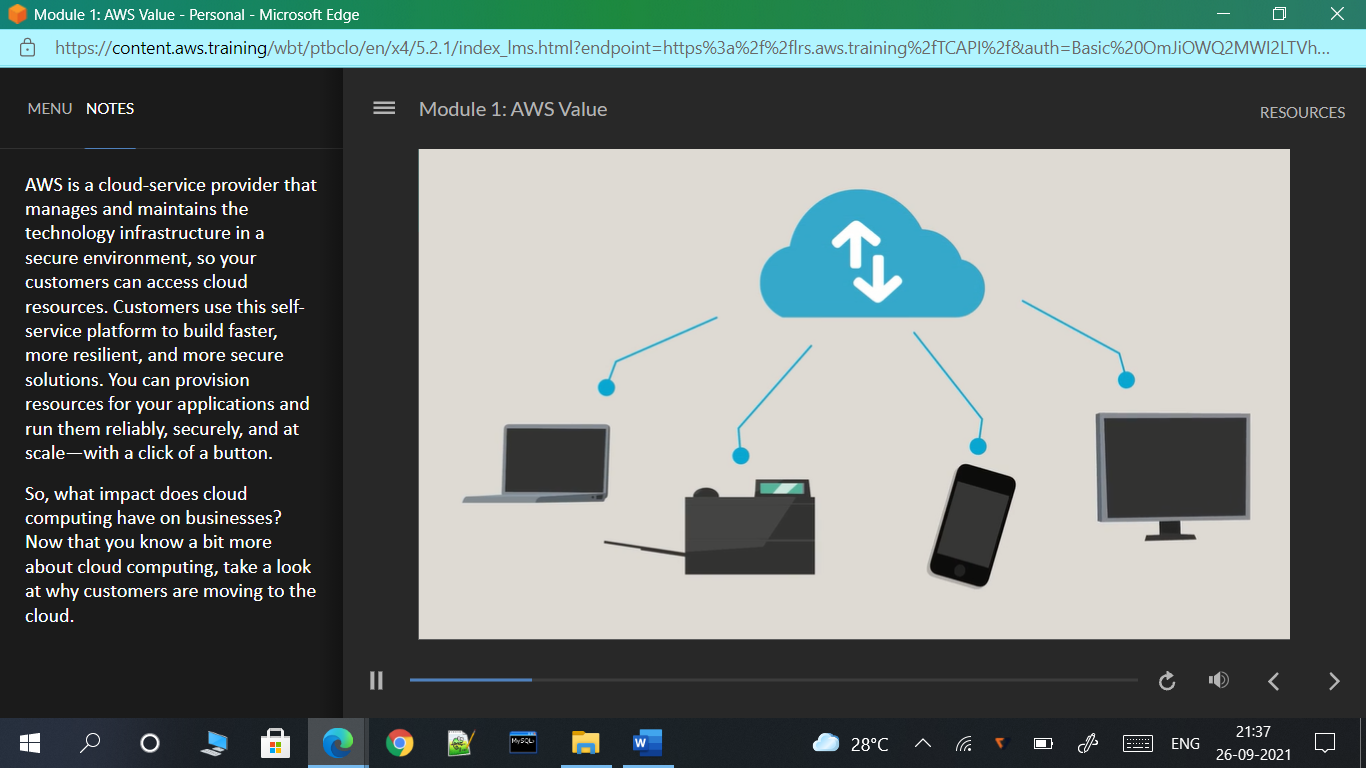 Module 1: AWS Value - Personal - Microsoft Edge
https://content.aws.training/wbt/ptbclo/en/x4/5.2.1/index_lms.html?endpoint=https%3a%2f%2flrs.aws.training%2fTCAPI%2f&auth=Basic%20OmJiOWQ2MWI2LTVh...
MENU NOTES
Module 1: AWS Value
RESOURCES
AWS is a cloud-service provider that
manages and maintains the
technology infrastructure in a
secure environment, so your
customers can access cloud
resources. Customers use this self-
service platform to build faster,
more resilient, and more secure
solutions. You can provision
resources for your applications and
run them reliably, securely, and at
scale—with a click of a button.
So, what impact does cloud
computing have on businesses?
Now that you know a bit more
about cloud computing, take a look
at why customers are moving to the
cloud.
MySQL
W
28°C
ENG
21:37
26-09-2021